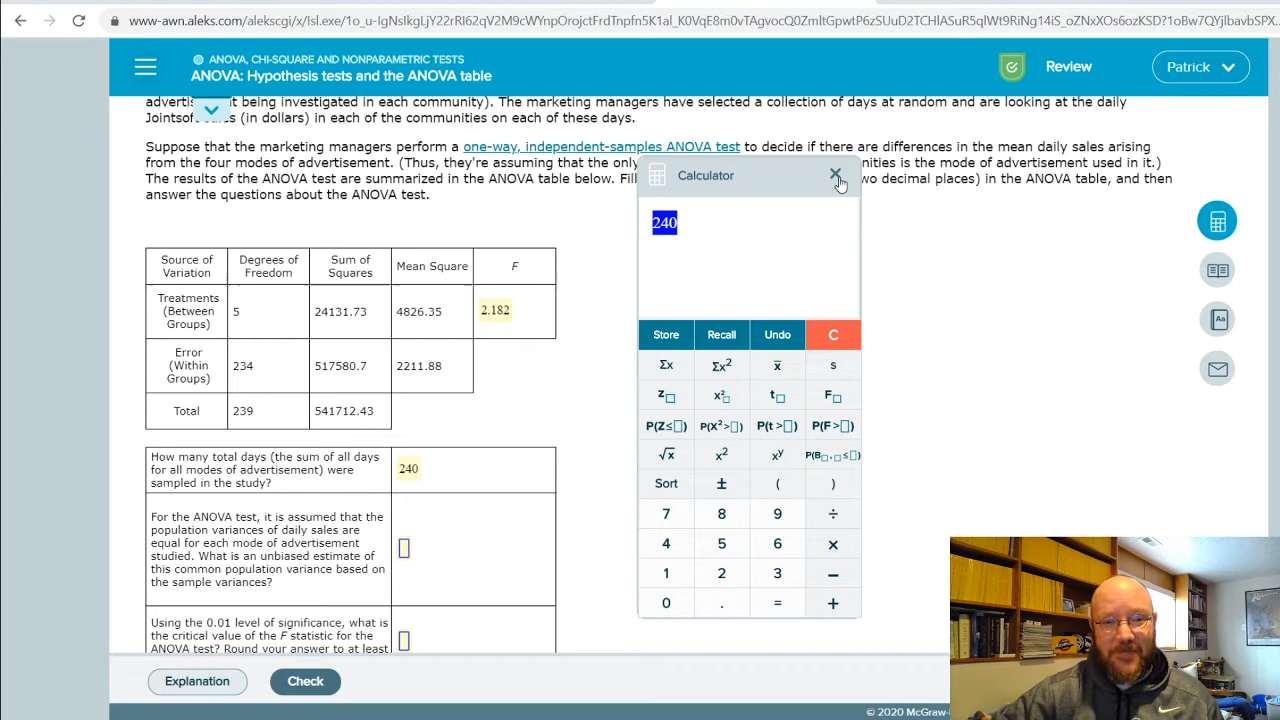 www-awn.aleks.com/alekscgi/x/Isl.exe/
ANOVA, CHI-SQUARE AND NONPARAMETRIC TESTS
ANOVA: Hypothesis tests and the ANOVA table
Review
Patrick
being investigated in each community). The marketing managers have selected a collection of days at random and are looking at the daily
(in dollars) in each of the communities on each of these days.
Suppose that the marketing managers perform a one-way, independent-samples ANOVA test to decide if there are differences in the mean daily sales arising
from the four modes of advertisement. (Thus, they're assuming that the only is the mode of advertisement used in it.)
The results of the ANOVA test are summarized in the ANOVA table below. decimal places) in the ANOVA table, and then
answer the questions about the ANOVA test.
Calculator
240
Store Recall Undo C
Σx Σx² x̄ s
z x² t F
P(Z≤▯) P(X²>▯) P(t >▯) P(F >▯) P(B▯,▯≤▯)
√x x² xʸ
Sort ± ( )
7 8 9 ÷
4 5 6 ×
1 2 3 −
0 . = +
Source of Variation Degrees of Freedom Sum of Squares Mean Square F
Treatments (Between Groups) 5 24131.73 4826.35 2.182
Error (Within Groups) 234 517580.7 2211.88
Total 239 541712.43
How many total days (the sum of all days
for all modes of advertisement) were
sampled in the study?
240
For the ANOVA test, it is assumed that the
population variances of daily sales are
equal for each mode of advertisement
studied. What is an unbiased estimate of
this common population variance based on
the sample variances?
Using the 0.01 level of significance, what is
the critical value of the F statistic for the
ANOVA test? Round your answer to at least
Explanation
Check
© 2020